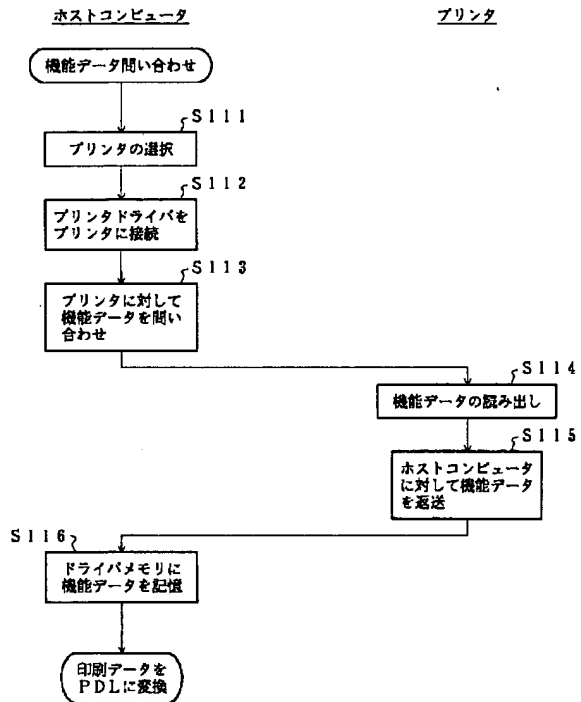 ホストコンピュータ
プリンタ
機能データ問い合わせ
S111
プリンタの選択
S112
プリンタドライバを
プリンタに接続
S113
プリンタに対して
機能データを問い
合わせ
S114
機能データの読み出し
S115
ホストコンピュータ
に対して機能データ
を返送
S116
ドライバメモリに
機能データを記憶
印刷データを
PDLに変換